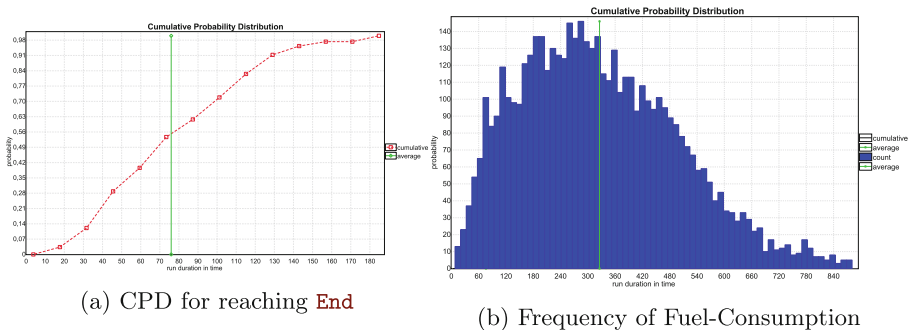 Cumulative Probability Distribution
0,98
0,91
0,84
0,77
0,70
0,63
0,56
0,49
0,42
0,35
0,28
0,21
0,14
0,07
0
probability
0 10 20 30 40 50 60 70 80 90 100 110 120 130 140 150 160 170 180
run duration in time
cumulative
average
(a) CPD for reaching End
Cumulative Probability Distribution
140
130
120
110
100
90
80
70
60
50
40
30
20
10
0
probability
0 60 120 180 240 300 360 420 480 540 600 660 720 780 840
run duration in time
cumulative
average
count
average
(b) Frequency of Fuel-Consumption